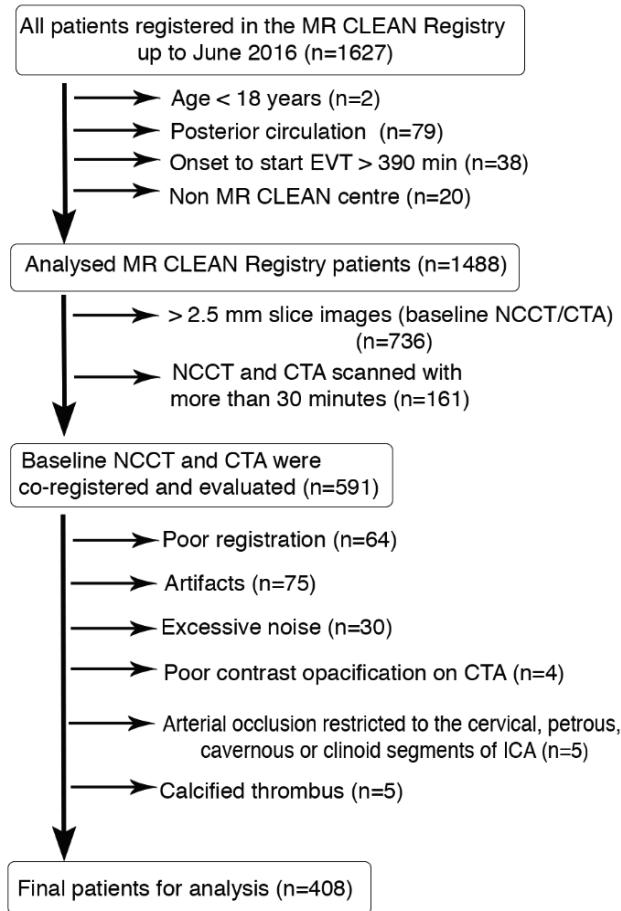 All patients registered in the MR CLEAN Registry
up to June 2016 (n=1627)
Age < 18 years (n=2)
Posterior circulation (n=79)
Onset to start EVT > 390 min (n=38)
Non MR CLEAN centre (n=20)
Analysed MR CLEAN Registry patients (n=1488)
> 2.5 mm slice images (baseline NCCT/CTA)
(n=736)
NCCT and CTA scanned with
more than 30 minutes (n=161)
Baseline NCCT and CTA were
co-registered and evaluated (n=591)
Poor registration (n=64)
Artifacts (n=75)
Excessive noise (n=30)
Poor contrast opacification on CTA (n=4)
Arterial occlusion restricted to the cervical, petrous,
cavernous or clinoid segments of ICA (n=5)
Calcified thrombus (n=5)
Final patients for analysis (n=408)